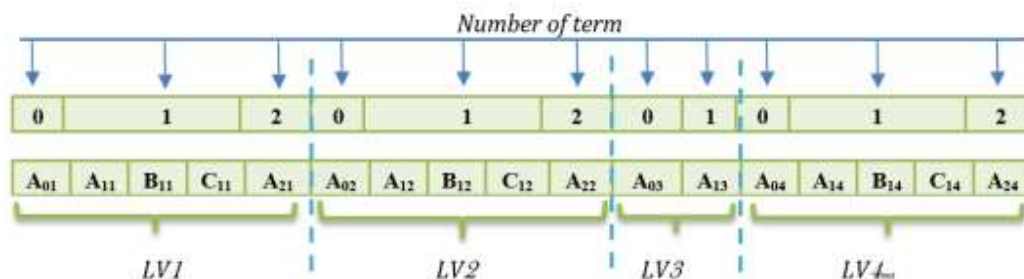 Number of term
0 1 2 0 1 2 0 1 0 1 2
A₀₁ A₁₁ B₁₁ C₁₁ A₂₁ A₀₂ A₁₂ B₁₂ C₁₂ A₂₂ A₀₃ A₁₃ A₀₄ A₁₄ B₁₄ C₁₄ A₂₄
LV1 LV2 LV3 LV4